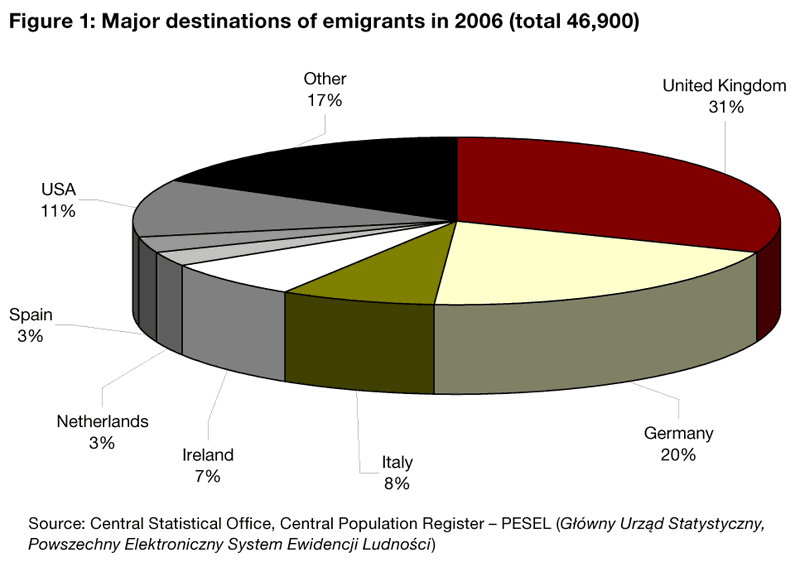 Figure 1: Major destinations of emigrants in 2006 (total 46,900)
Other
17%
United Kingdom
31%
USA
11%
Spain
3%
Netherlands
3%
Ireland
7%
Italy
8%
Germany
20%
Source: Central Statistical Office, Central Population Register – PESEL (Główny Urząd Statystyczny,
Powszechny Elektroniczny System Ewidencji Ludności)